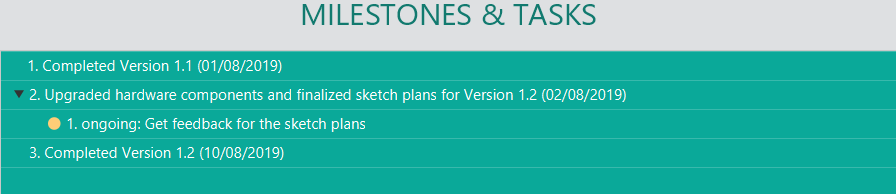 MILESTONES & TASKS
1. Completed Version 1.1 (01/08/2019)
2. Upgraded hardware components and finalized sketch plans for Version 1.2 (02/08/2019)
1. ongoing: Get feedback for the sketch plans
3. Completed Version 1.2 (10/08/2019)